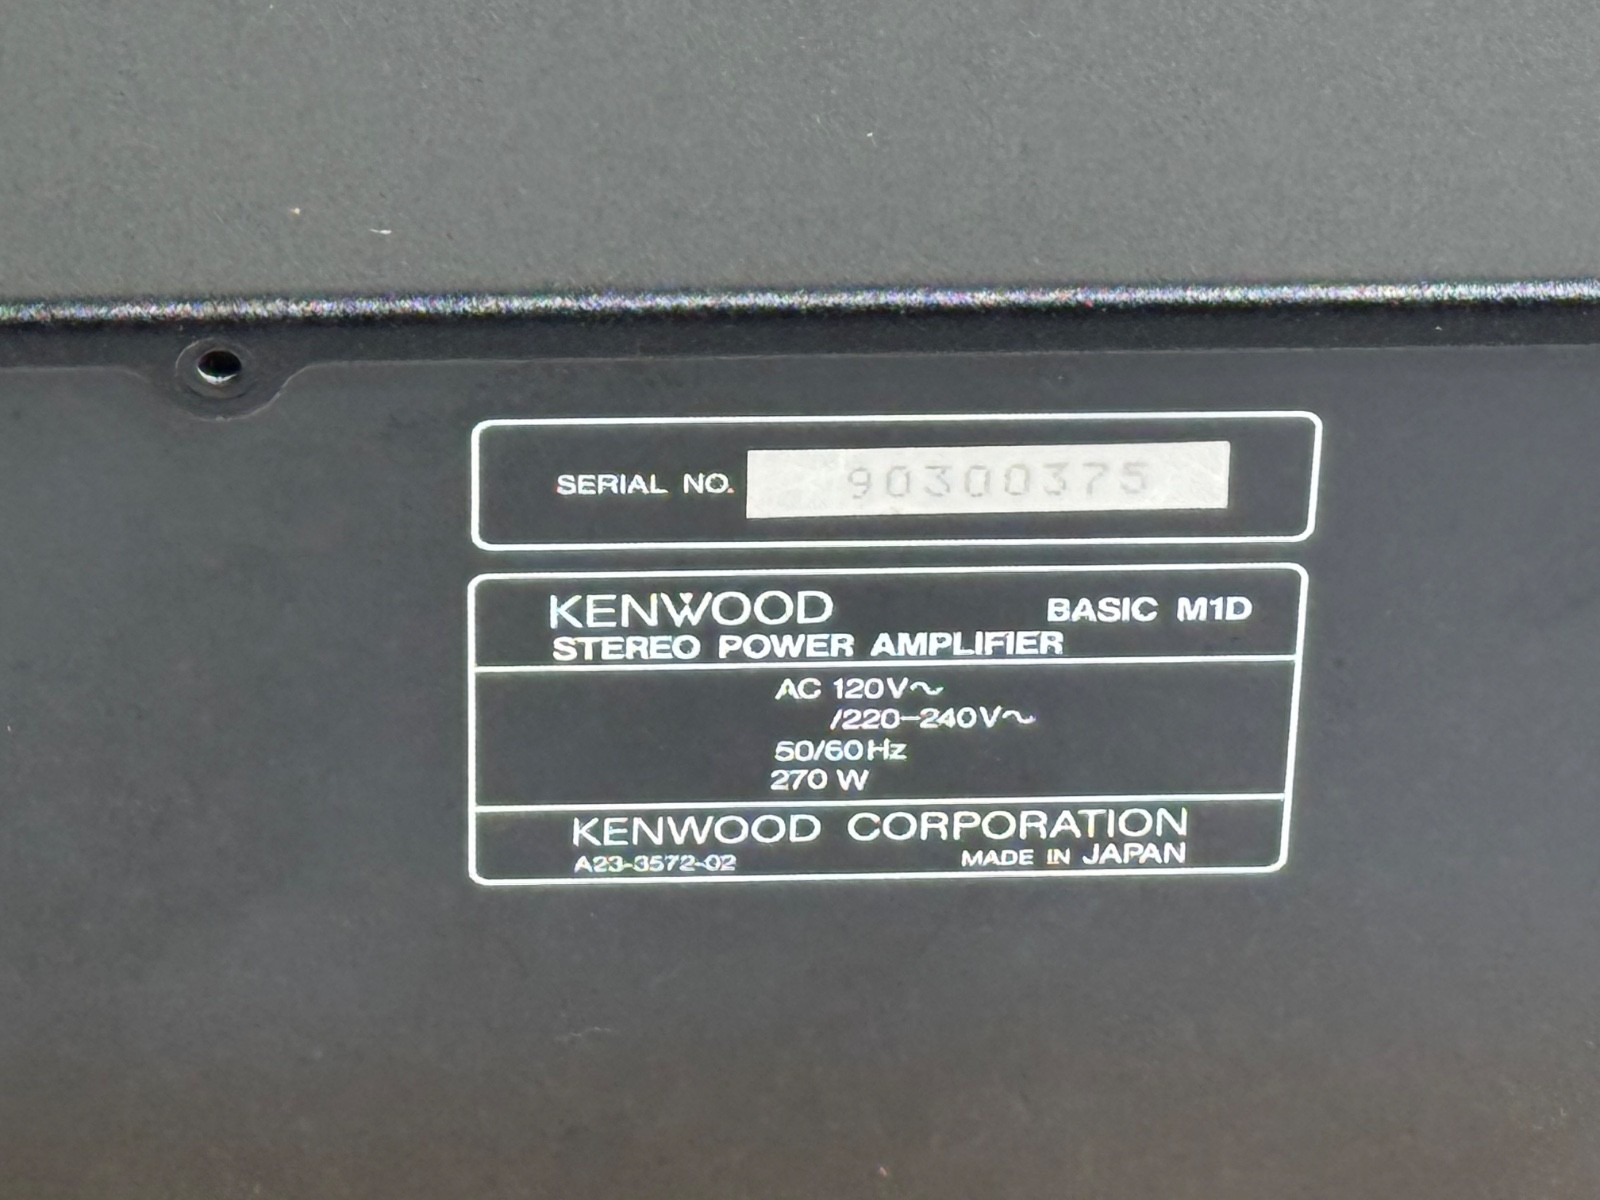 SERIAL NO. 90300375
KENWOOD BASIC M1D
STEREO POWER AMPLIFIER
AC 120V~
/220-240V~
50/60Hz
270 W
KENWOOD CORPORATION
A23-3572-02 MADE IN JAPAN